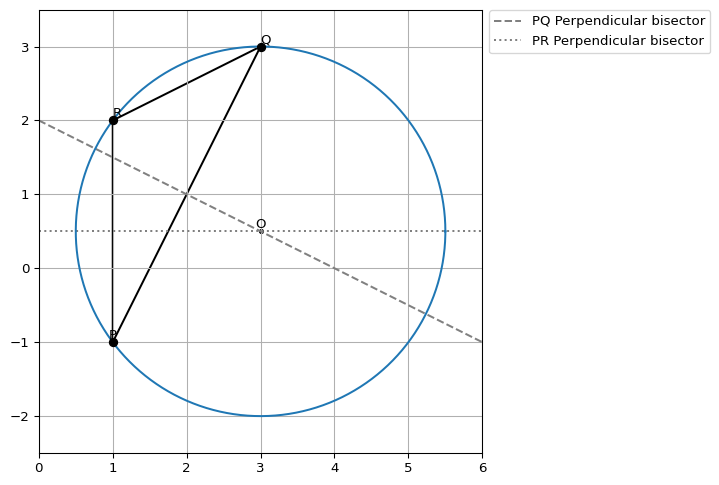 PQ Perpendicular bisector
PR Perpendicular bisector
Q
3
R
2
1
O
0
P
−1
−2
0 1 2 3 4 5 6